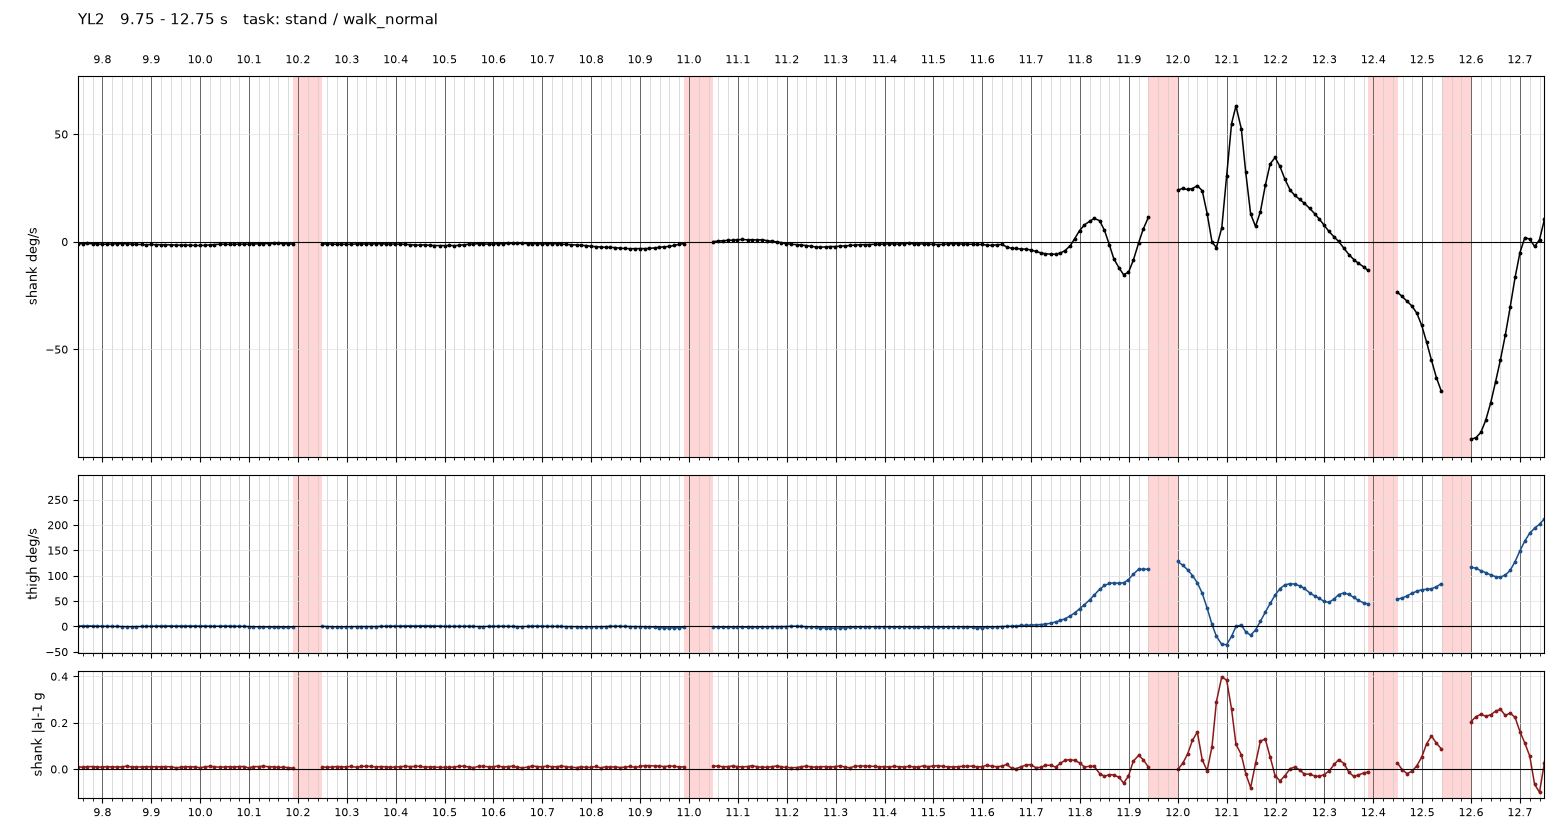 YL2   9.75 - 12.75 s   task: stand / walk_normal
9.8 9.9 10.0 10.1 10.2 10.3 10.4 10.5 10.6 10.7 10.8 10.9 11.0 11.1 11.2 11.3 11.4 11.5 11.6 11.7 11.8 11.9 12.0 12.1 12.2 12.3 12.4 12.5 12.6 12.7
shank deg/s
50
0
−50
thigh deg/s
250
200
150
100
50
0
−50
shank |a|-1 g
0.4
0.2
0.0
9.8 9.9 10.0 10.1 10.2 10.3 10.4 10.5 10.6 10.7 10.8 10.9 11.0 11.1 11.2 11.3 11.4 11.5 11.6 11.7 11.8 11.9 12.0 12.1 12.2 12.3 12.4 12.5 12.6 12.7